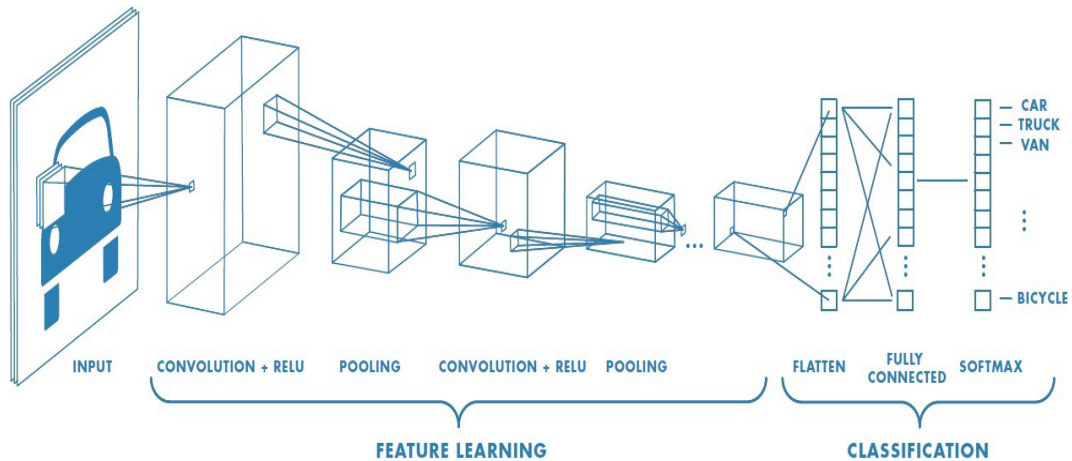 CAR
TRUCK
VAN
...
BICYCLE
INPUT
CONVOLUTION + RELU
POOLING
CONVOLUTION + RELU
POOLING
FLATTEN
FULLY
CONNECTED
SOFTMAX
FEATURE LEARNING
CLASSIFICATION